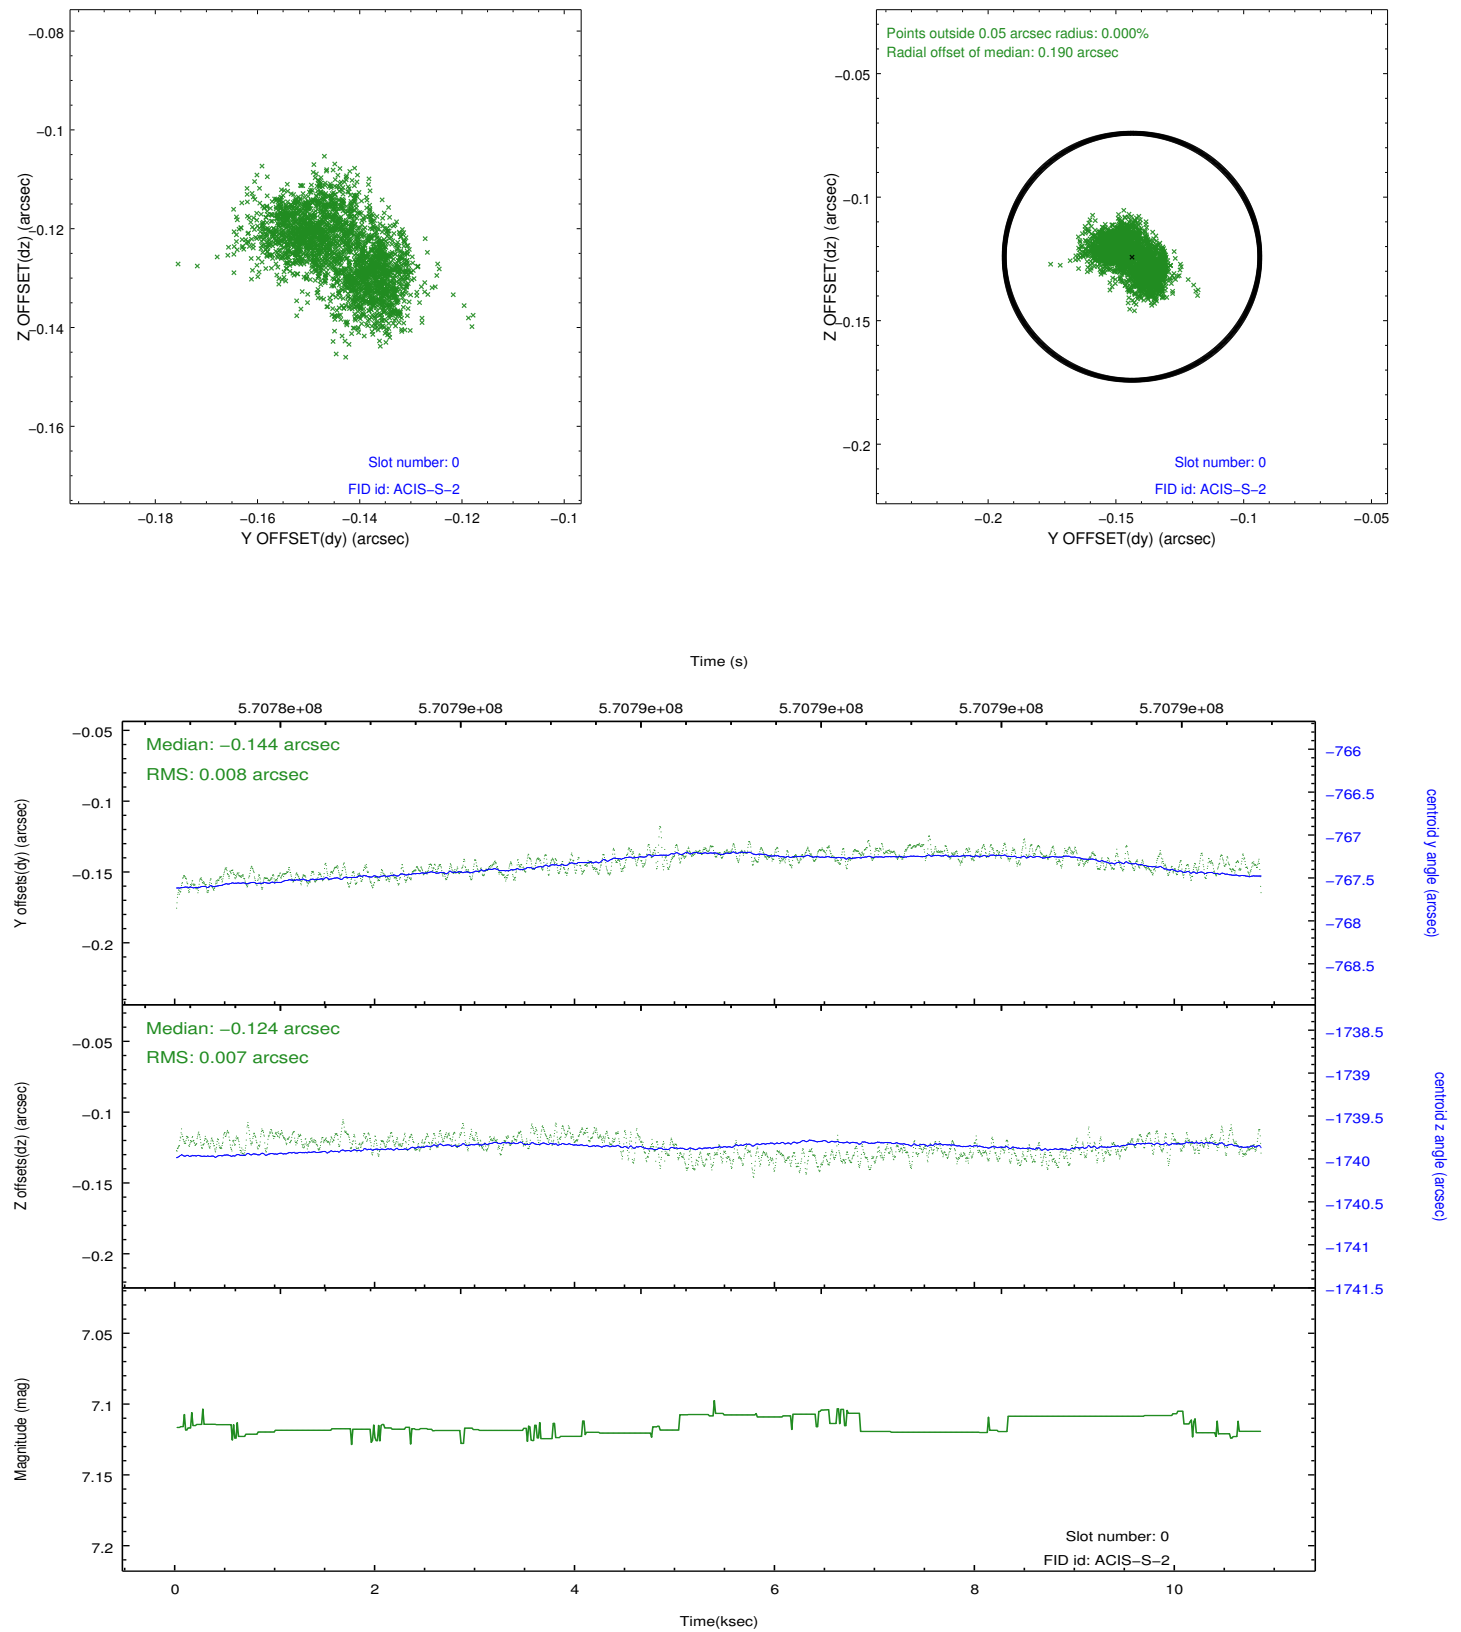 −0.08
−0.1
−0.12
−0.14
−0.16
Z OFFSET(dz) (arcsec)
Slot number: 0
FID id: ACIS−S−2
−0.18
−0.16
−0.14
−0.12
−0.1
Y OFFSET(dy) (arcsec)
Points outside 0.05 arcsec radius: 0.000%
Radial offset of median: 0.190 arcsec
−0.05
−0.1
−0.15
−0.2
Z OFFSET(dz) (arcsec)
Slot number: 0
FID id: ACIS−S−2
−0.2
−0.15
−0.1
−0.05
Y OFFSET(dy) (arcsec)
Time (s)
5.7078e+08
5.7079e+08
5.7079e+08
5.7079e+08
5.7079e+08
5.7079e+08
Median: −0.144 arcsec
RMS: 0.008 arcsec
−0.05
−0.1
−0.15
−0.2
Y offsets(dy) (arcsec)
−766
−766.5
−767
−767.5
−768
−768.5
centroid y angle (arcsec)
Median: −0.124 arcsec
RMS: 0.007 arcsec
−0.05
−0.1
−0.15
−0.2
Z offsets(dz) (arcsec)
−1738.5
−1739
−1739.5
−1740
−1740.5
−1741
−1741.5
centroid z angle (arcsec)
7.05
7.1
7.15
7.2
Magnitude (mag)
Slot number: 0
FID id: ACIS−S−2
0
2
4
6
8
10
Time(ksec)